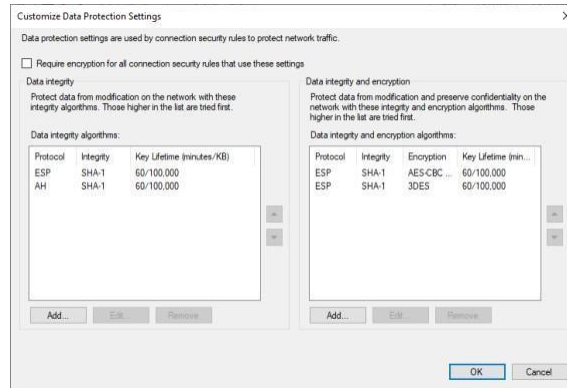 Customize Data Protection Settings
Data protection settings are used by connection security rules to protect network traffic.
Require encryption for all connection security rules that use these settings
Data integrity
Protect data from modification on the network with these
integrity algorithms. Those higher in the list are tried first.
Data integrity algorithms:
Protocol Integrity Key Lifetime (minutes/KB)
ESP SHA-1 60/100,000
AH SHA-1 60/100,000
Add... Edit... Remove
Data integrity and encryption
Protect data from modification and preserve confidentiality on the
network with these integrity and encryption algorithms. Those
higher in the list are tried first.
Data integrity and encryption algorithms:
Protocol Integrity Encryption Key Lifetime (min...
ESP SHA-1 AES-CBC ... 60/100,000
ESP SHA-1 3DES 60/100,000
Add... Edit... Remove
OK Cancel